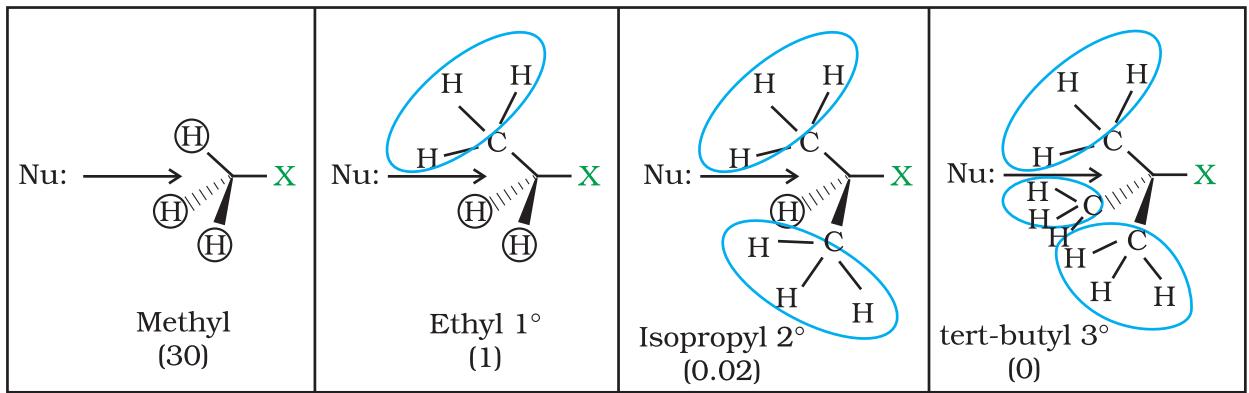 H
Nu:
X
H
H
Methyl
(30)
H
H
H
C
Nu:
X
H
H
Ethyl 1°
(1)
H
H
H
C
Nu:
X
H
H
C
H
H
Isopropyl 2°
(0.02)
H
H
H
C
Nu:
X
H
H
H
C
H
C
H
H
tert-butyl 3°
(0)